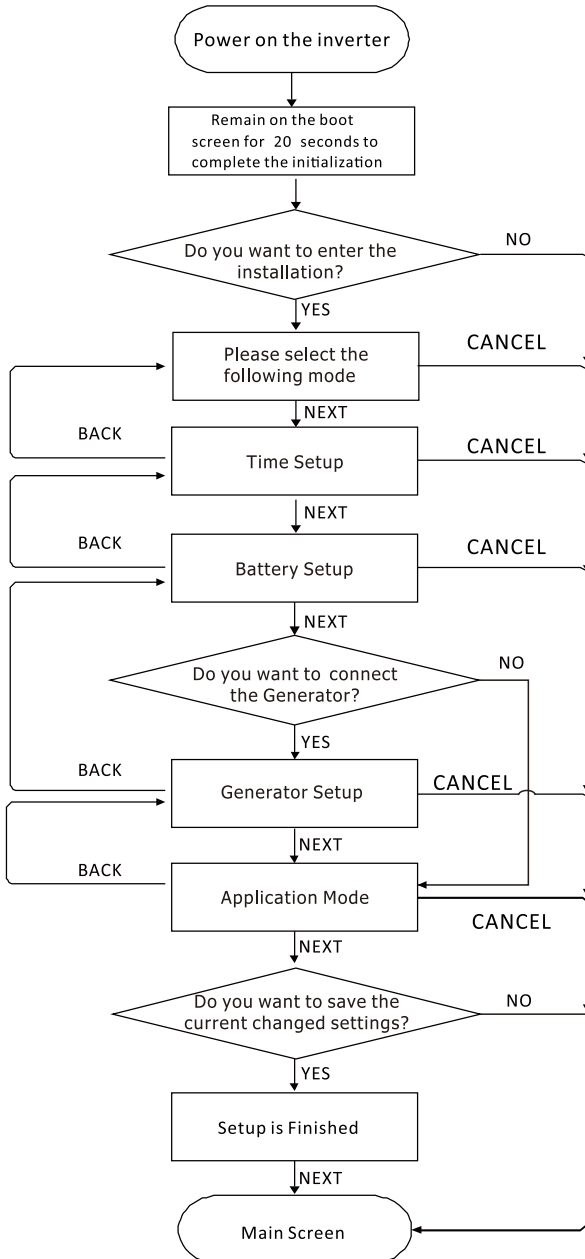 Power on the inverter
Remain on the boot
screen for 20 seconds to
complete the initialization
Do you want to enter the
installation?
NO
YES
Please select the
following mode
CANCEL
NEXT
BACK
Time Setup
CANCEL
NEXT
BACK
Battery Setup
CANCEL
NEXT
Do you want to connect
the Generator?
NO
YES
BACK
Generator Setup
CANCEL
NEXT
BACK
Application Mode
CANCEL
NEXT
Do you want to save the
current changed settings?
NO
YES
Setup is Finished
NEXT
Main Screen